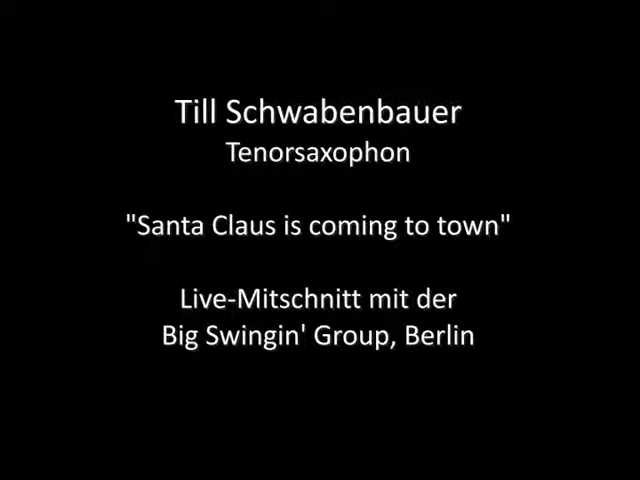 Till Schwabenbauer
Tenorsaxophon
"Santa Claus is coming to town"
Live-Mitschnitt mit der
Big Swingin' Group, Berlin